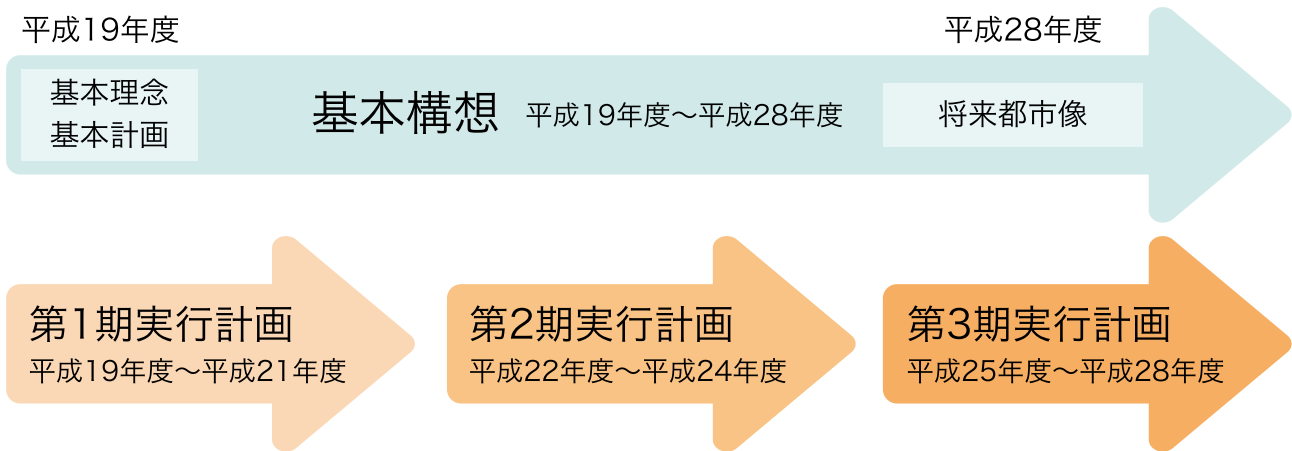 平成19年度
平成28年度
基本理念
基本計画
基本構想 平成19年度～平成28年度
将来都市像
第1期実行計画
平成19年度～平成21年度
第2期実行計画
平成22年度～平成24年度
第3期実行計画
平成25年度～平成28年度